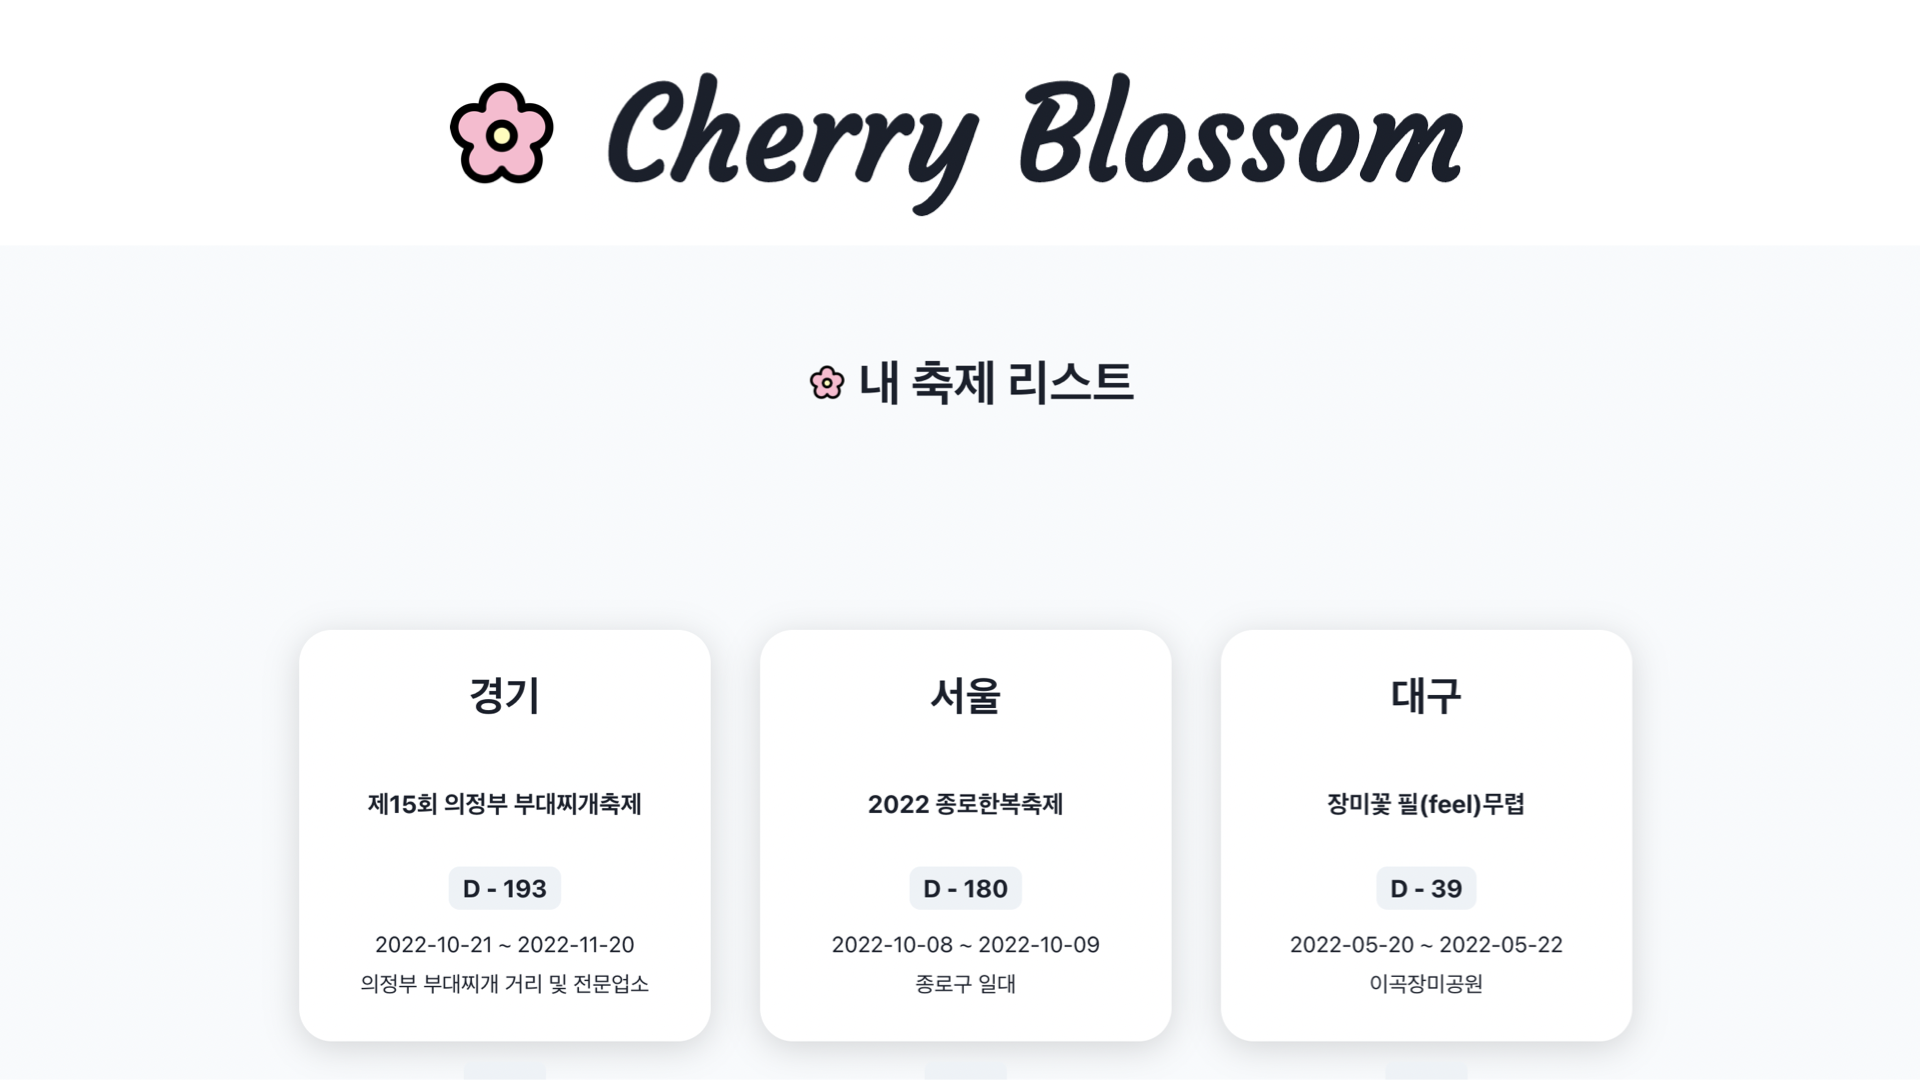 Cherry Blossom
내 축제 리스트
경기
제15회 의정부 부대찌개축제
D - 193
2022-10-21 ~ 2022-11-20
의정부 부대찌개 거리 및 전문업소
서울
2022 종로한복축제
D - 180
2022-10-08 ~ 2022-10-09
종로구 일대
대구
장미꽃 필(feel)무렵
D - 39
2022-05-20 ~ 2022-05-22
이곡장미공원